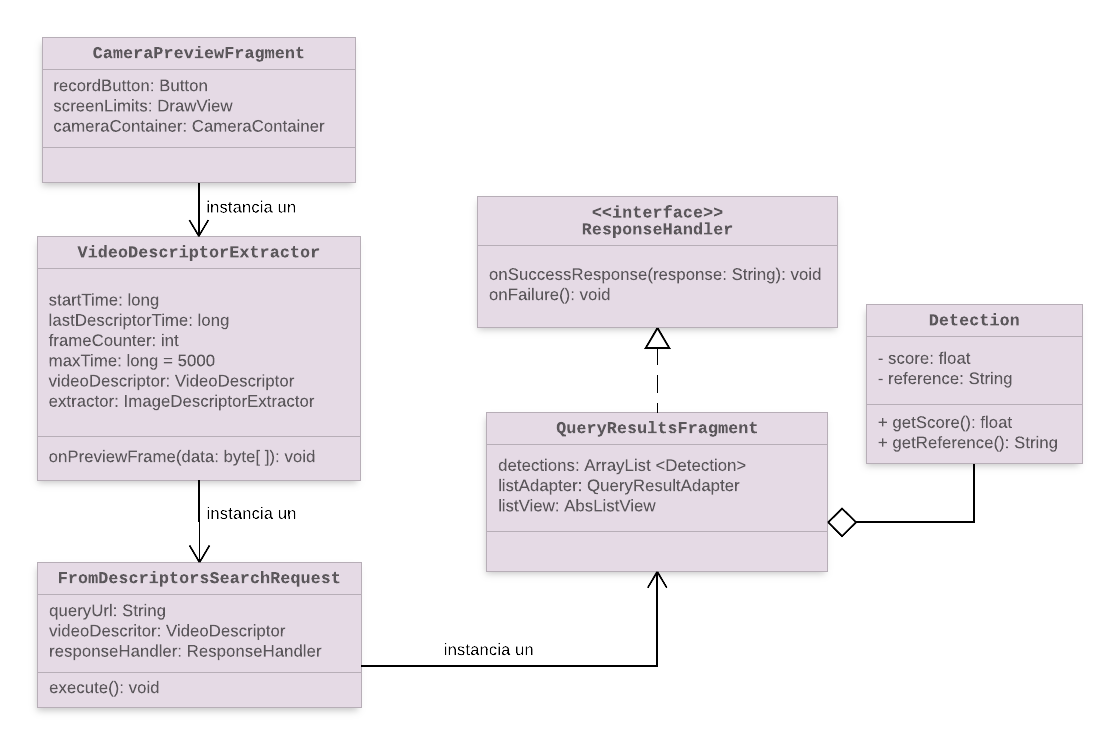 CameraPreviewFragment
recordButton: Button
screenLimits: DrawView
cameraContainer: CameraContainer
instancia un
VideoDescriptorExtractor
startTime: long
lastDescriptorTime: long
frameCounter: int
maxTime: long = 5000
videoDescriptor: VideoDescriptor
extractor: ImageDescriptorExtractor
onPreviewFrame(data: byte[ ]): void
instancia un
FromDescriptorsSearchRequest
queryUrl: String
videoDescritor: VideoDescriptor
responseHandler: ResponseHandler
execute(): void
instancia un
<<interface>>
ResponseHandler
onSuccessResponse(response: String): void
onFailure(): void
QueryResultsFragment
detections: ArrayList <Detection>
listAdapter: QueryResultAdapter
listView: AbsListView
Detection
- score: float
- reference: String
+ getScore(): float
+ getReference(): String